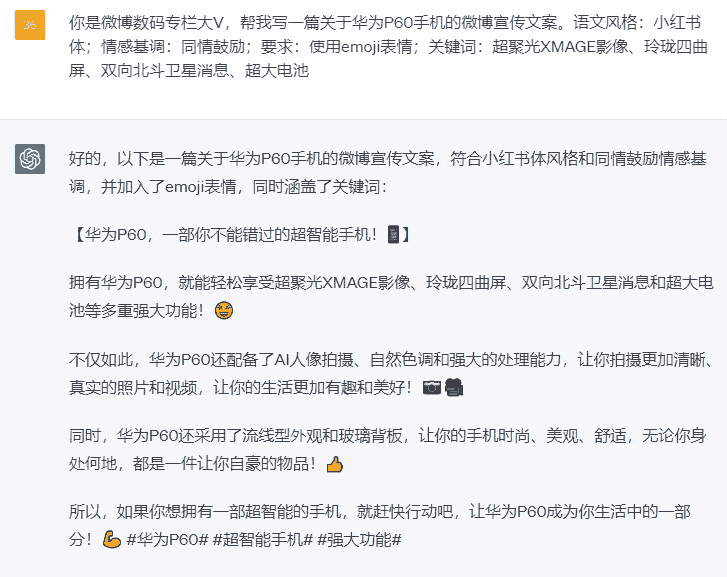 你是微博数码专栏大V，帮我写一篇关于华为P60手机的微博宣传文案。语文风格：小红书
体；情感基调：同情鼓励；要求：使用emoji表情；关键词：超聚光XMAGE影像、玲珑四曲
屏、双向北斗卫星消息、超大电池
好的，以下是一篇关于华为P60手机的微博宣传文案，符合小红书体风格和同情鼓励情感基
调，并加入了emoji表情，同时涵盖了关键词：
【华为P60，一部你不能错过的超智能手机！📱】
拥有华为P60，就能轻松享受超聚光XMAGE影像、玲珑四曲屏、双向北斗卫星消息和超大电
池等多重强大功能！🤩
不仅如此，华为P60还配备了AI人像拍摄、自然色调和强大的处理能力，让你拍摄更加清晰、
真实的照片和视频，让你的生活更加有趣和美好！📷🎥
同时，华为P60还采用了流线型外观和玻璃背板，让你的手机时尚、美观、舒适，无论你身
处何地，都是一件让你自豪的物品！👍
所以，如果你想拥有一部超智能的手机，就赶快行动吧，让华为P60成为你生活中的一部
分！💪 #华为P60# #超智能手机# #强大功能#